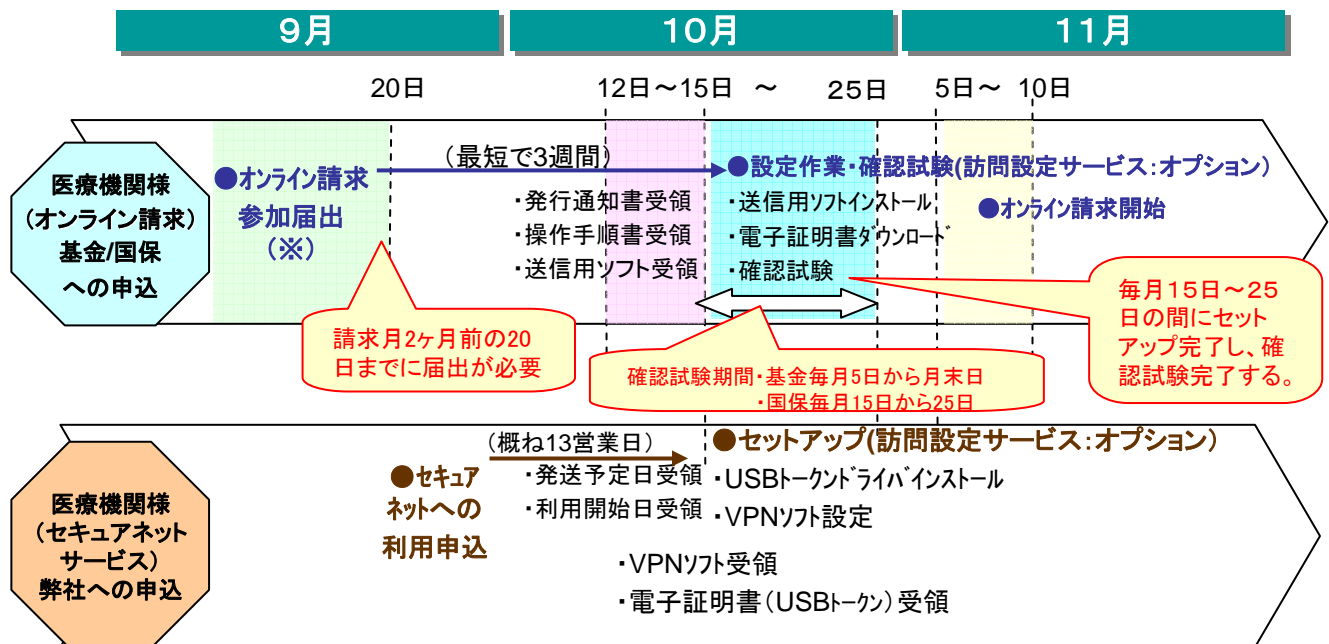 9月
10月
11月
20日
12日~15日 ~ 25日
5日~ 10日
医療機関様
(オンライン請求)
基金/国保
への申込
●オンライン請求
参加届出
(※)
(最短で3週間)
・発行通知書受領
・操作手順書受領
・送信用ソフト受領
●設定作業・確認試験(訪問設定サービス:オプション)
・送信用ソフトインストール
・電子証明書ダウンロード
・確認試験
●オンライン請求開始
請求月2ヶ月前の20
日までに届出が必要
確認試験期間・基金毎月5日から月末日
・国保毎月15日から25日
毎月15日~25
日の間にセット
アップ完了し、確
認試験完了する。
医療機関様
(セキュアネット
サービス)
弊社への申込
●セキュア
ネットへの
利用申込
(概ね13営業日)
・発送予定日受領
・利用開始日受領
●セットアップ(訪問設定サービス:オプション)
・USBトークンドライバインストール
・VPNソフト設定
・VPNソフト受領
・電子証明書(USBトークン)受領